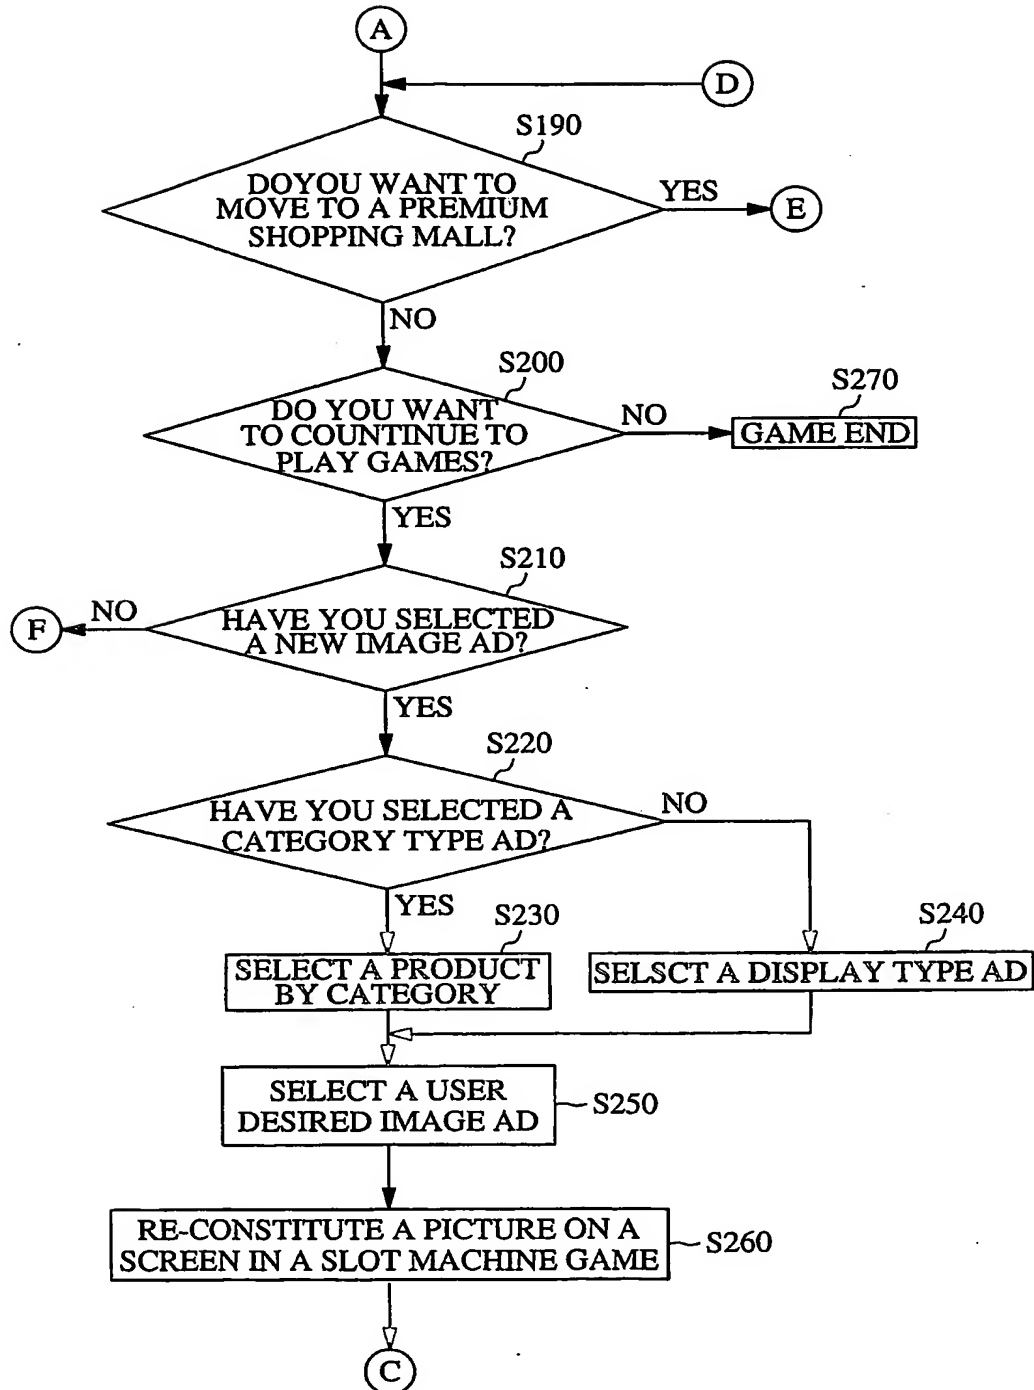 A
D
S190
DOYOU WANT TO
MOVE TO A PREMIUM
SHOPPING MALL?
YES
E
NO
S200
DO YOU WANT
TO COUNTINUE TO
PLAY GAMES?
NO
S270
GAME END
YES
S210
HAVE YOU SELECTED
A NEW IMAGE AD?
NO
F
YES
S220
HAVE YOU SELECTED A
CATEGORY TYPE AD?
NO
YES
S230
SELECT A PRODUCT
BY CATEGORY
S240
SELSCT A DISPLAY TYPE AD
SELECT A USER
DESIRED IMAGE AD
S250
RE-CONSTITUTE A PICTURE ON A
SCREEN IN A SLOT MACHINE GAME
S260
C